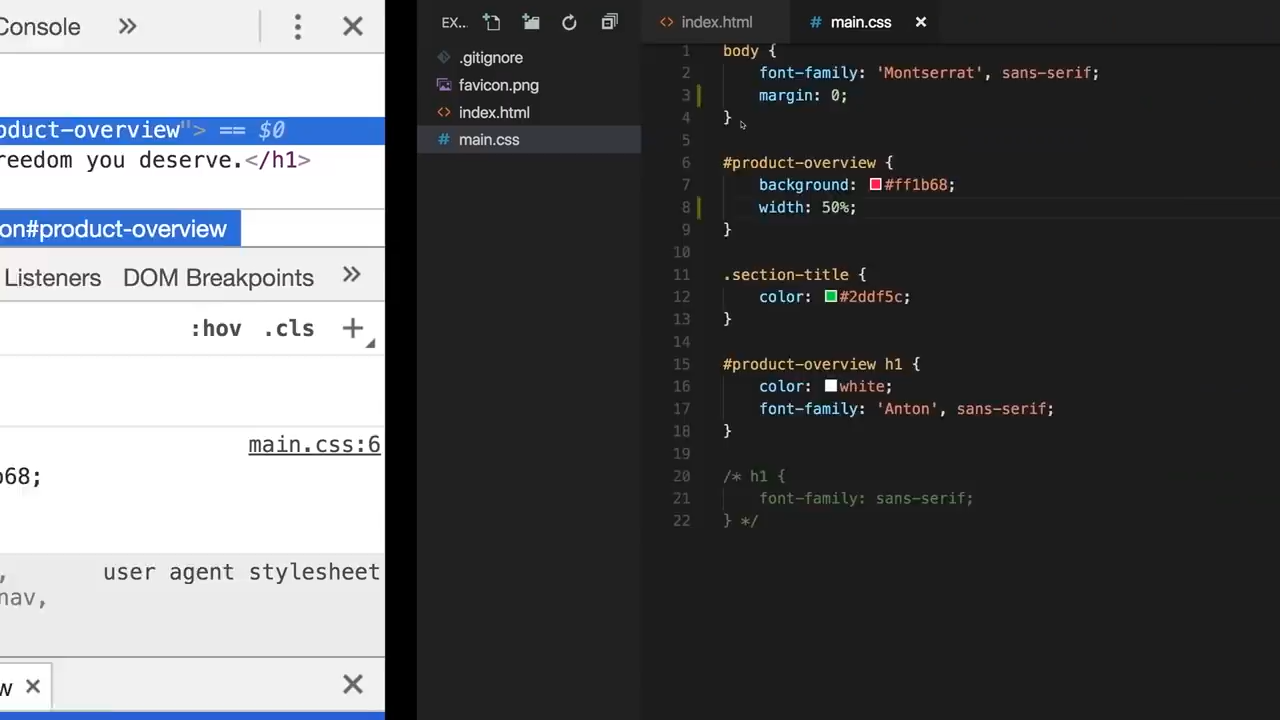 Console
oduct-overview"> == $0
reedom you deserve.</h1>
on#product-overview
Listeners DOM Breakpoints
:hov .cls
main.css:6
68;
user agent stylesheet
nav,
w
EX...
.gitignore
favicon.png
index.html
main.css
index.html
# main.css
1 body {
2 font-family: 'Montserrat', sans-serif;
3 margin: 0;
4 }
5
6 #product-overview {
7 background: #ff1b68;
8 width: 50%;
9 }
10
11 .section-title {
12 color: #2ddf5c;
13 }
14
15 #product-overview h1 {
16 color: white;
17 font-family: 'Anton', sans-serif;
18 }
19
20 /* h1 {
21 font-family: sans-serif;
22 } */